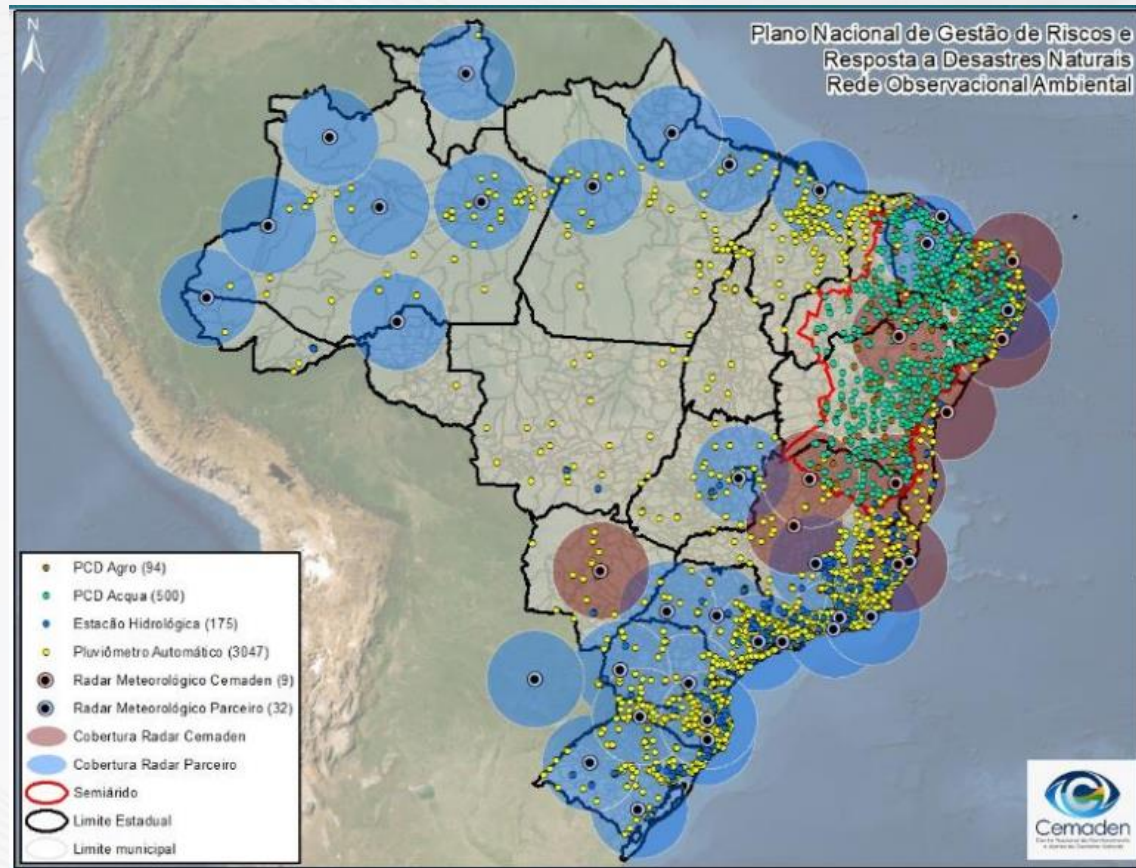 N
Plano Nacional de Gestão de Riscos e
Resposta a Desastres Naturais
Rede Observacional Ambiental
PCD Agro (94)
PCD Acqua (500)
Estacão Hidrológica (175)
Pluviômetro Automático (3047)
Radar Meteorológico Cemaden (9)
Radar Meteorológico Parceiro (32)
Cobertura Radar Cemaden
Cobertura Radar Parceiro
Semiárido
Limite Estadual
Limite municipal
Cemaden